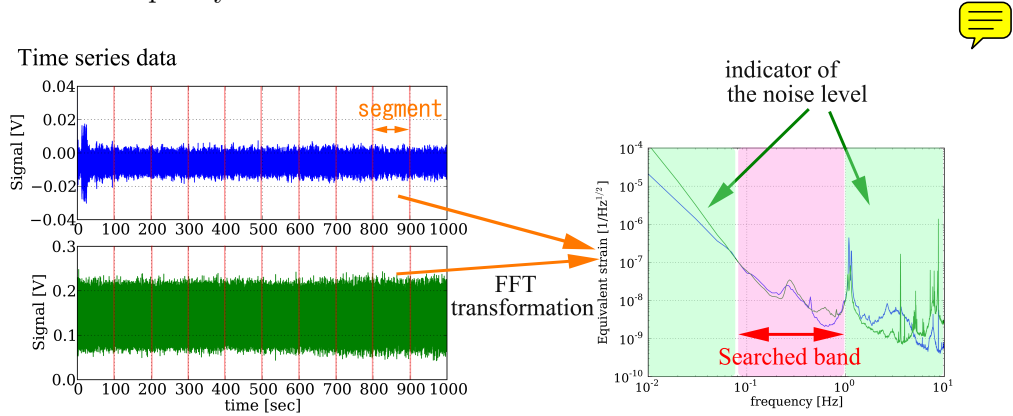 Time series data
0.04
0.02
0.00
−0.02
−0.04
Signal [V]
segment
0 100 200 300 400 500 600 700 800 900 1000
0.3
0.2
0.1
0.0
Signal [V]
0 100 200 300 400 500 600 700 800 900 1000
time [sec]
FFT
transformation
indicator of
the noise level
10^-4
10^-5
10^-6
10^-7
10^-8
10^-9
10^-10
Equivalent strain [1/Hz^1/2]
Searched band
10^-2 10^-1 10^0 10^1
frequency [Hz]